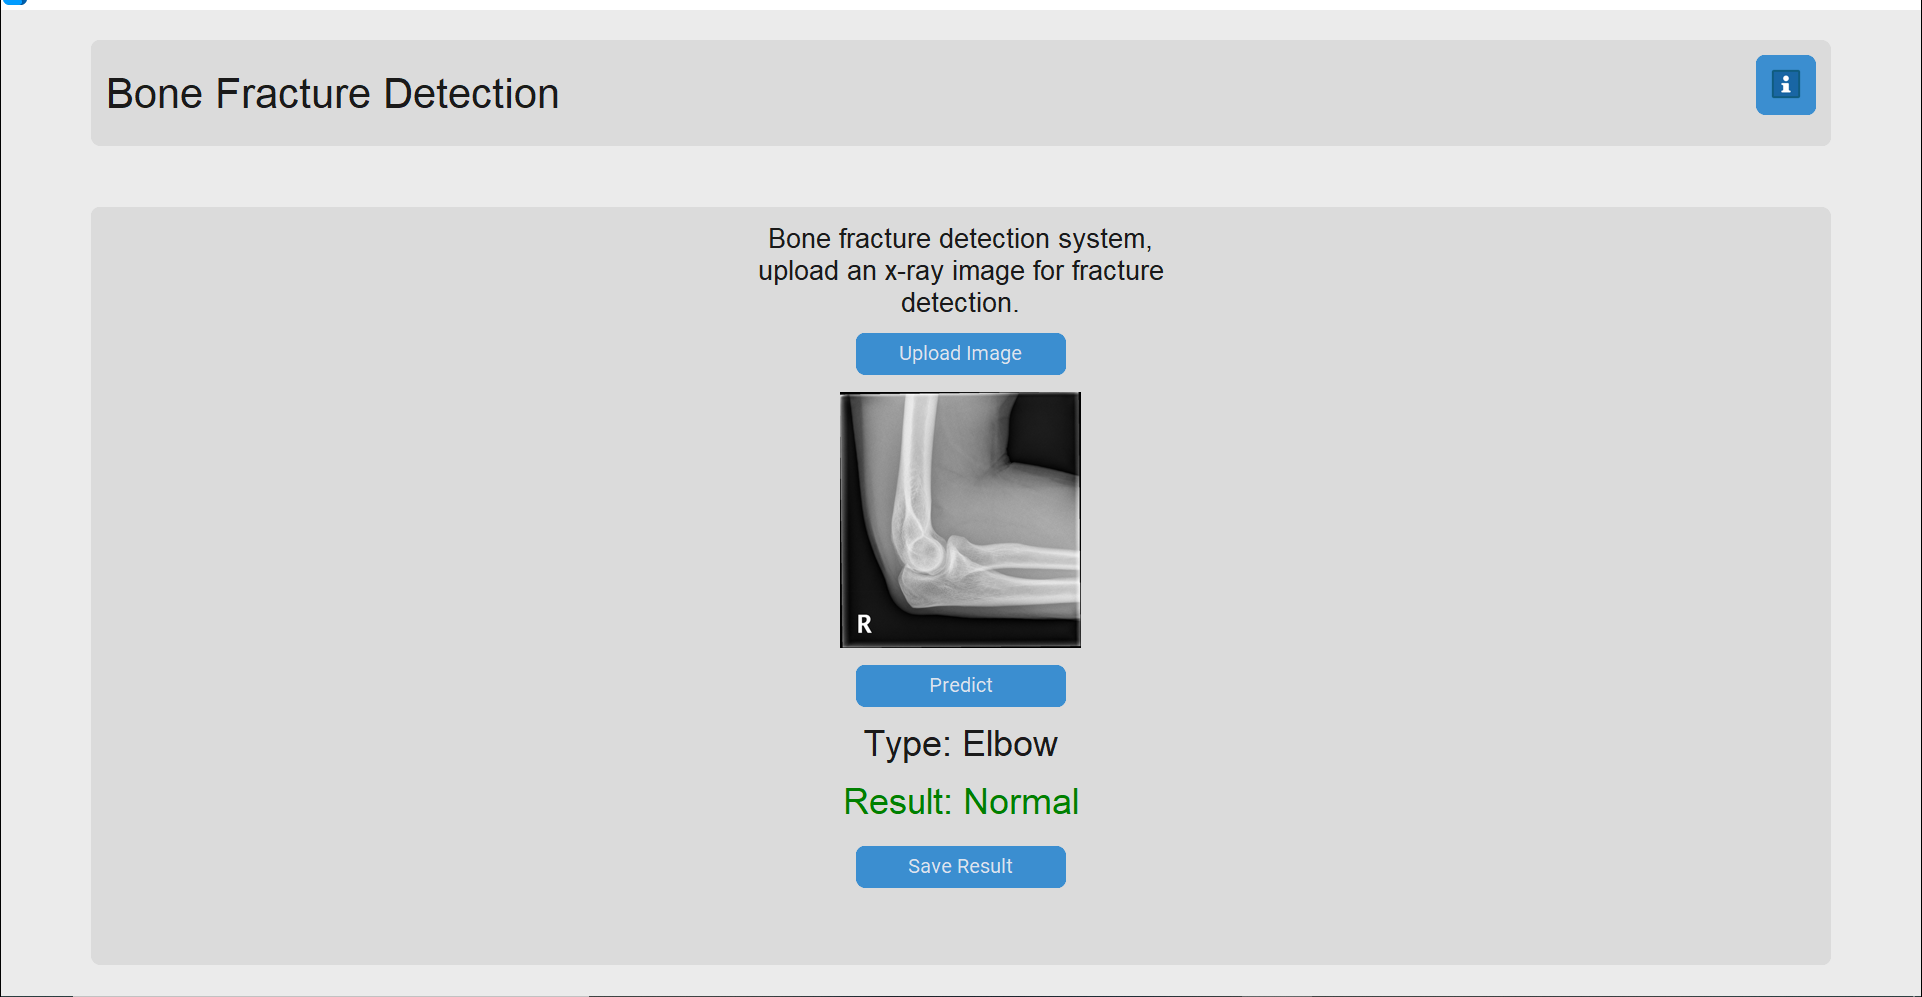 Bone Fracture Detection
Bone fracture detection system,
upload an x-ray image for fracture
detection.
Upload Image
R
Predict
Type: Elbow
Result: Normal
Save Result